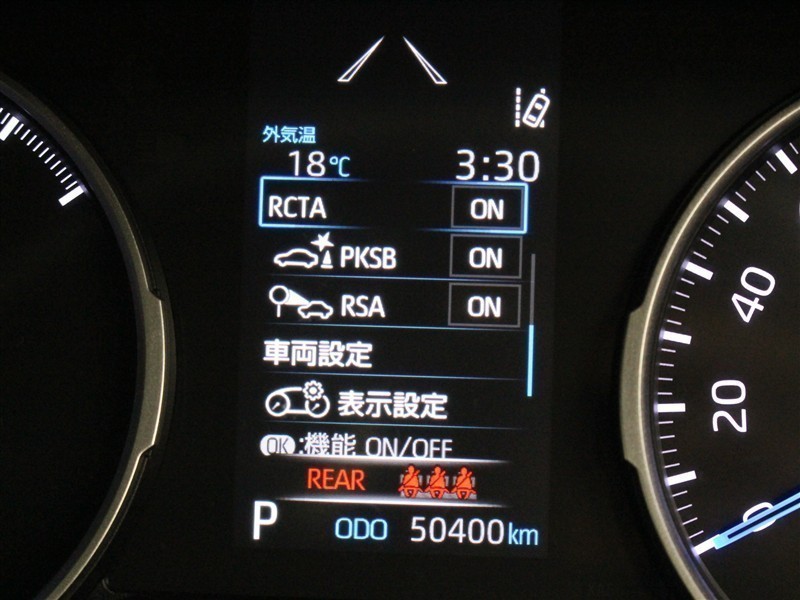 外気温
18℃ 3:30
RCTA ON
PKSB ON
RSA ON
車両設定
表示設定
OK:機能 ON/OFF
REAR
P ODO 50400km
40
20
0